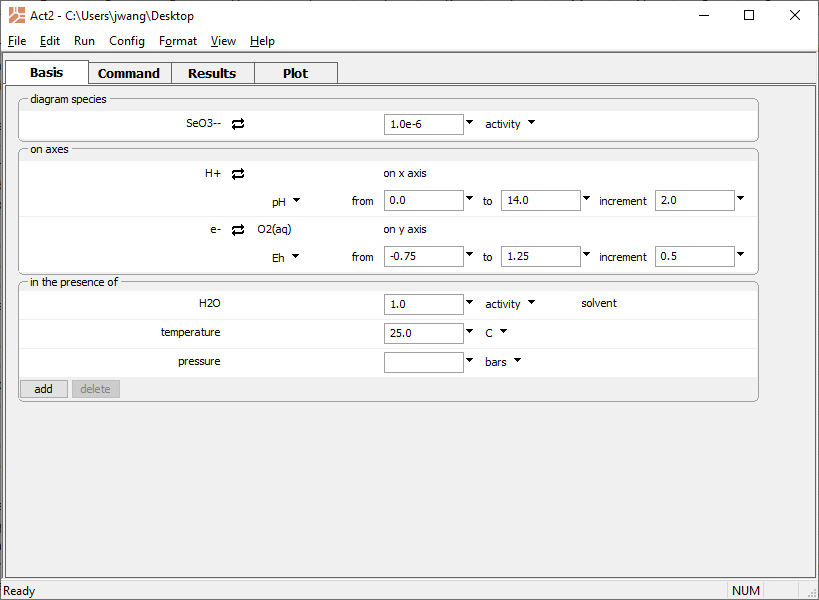 Act2 - C:\Users\jwang\Desktop
File Edit Run Config Format View Help
Basis Command Results Plot
diagram species
SeO3-- 1.0e-6 activity
on axes
H+ on x axis
pH from 0.0 to 14.0 increment 2.0
e- O2(aq) on y axis
Eh from -0.75 to 1.25 increment 0.5
in the presence of
H2O 1.0 activity solvent
temperature 25.0 C
pressure bars
add delete
Ready NUM